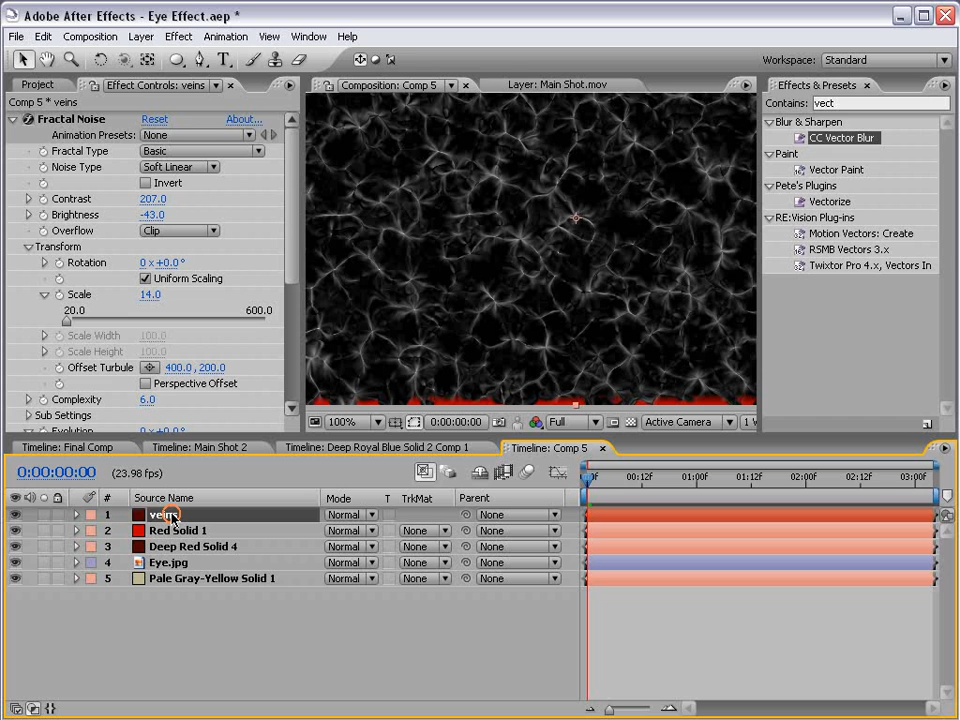 Adobe After Effects - Eye Effect.aep *
File Edit Composition Layer Effect Animation View Window Help
Workspace: Standard
Project Effect Controls: veins
Composition: Comp 5 Layer: Main Shot.mov
Effects & Presets
Comp 5 * veins
Contains: vect
Fractal Noise Reset About...
Animation Presets: None
Fractal Type Basic
Noise Type Soft Linear
Invert
Contrast 207.0
Brightness -43.0
Overflow Clip
Transform
Rotation 0 x +0.0 °
Uniform Scaling
Scale 14.0
20.0 600.0
Scale Width 100.0
Scale Height 100.0
Offset Turbule 400.0 , 200.0
Perspective Offset
Complexity 6.0
Sub Settings
Evolution
Blur & Sharpen
CC Vector Blur
Paint
Vector Paint
Pete's Plugins
Vectorize
RE:Vision Plug-ins
Motion Vectors: Create
RSMB Vectors 3.x
Twixtor Pro 4.x, Vectors In
100% 0:00:00:00 Full Active Camera 1 V
Timeline: Final Comp Timeline: Main Shot 2 Timeline: Deep Royal Blue Solid 2 Comp 1 Timeline: Comp 5
0:00:00:00 (23.98 fps)
00:12f 01:00f 01:12f 02:00f 02:12f 03:00f
# Source Name Mode T TrkMat Parent
1 veins Normal None
2 Red Solid 1 Normal None None
3 Deep Red Solid 4 Normal None None
4 Eye.jpg Normal None None
5 Pale Gray-Yellow Solid 1 Normal None None